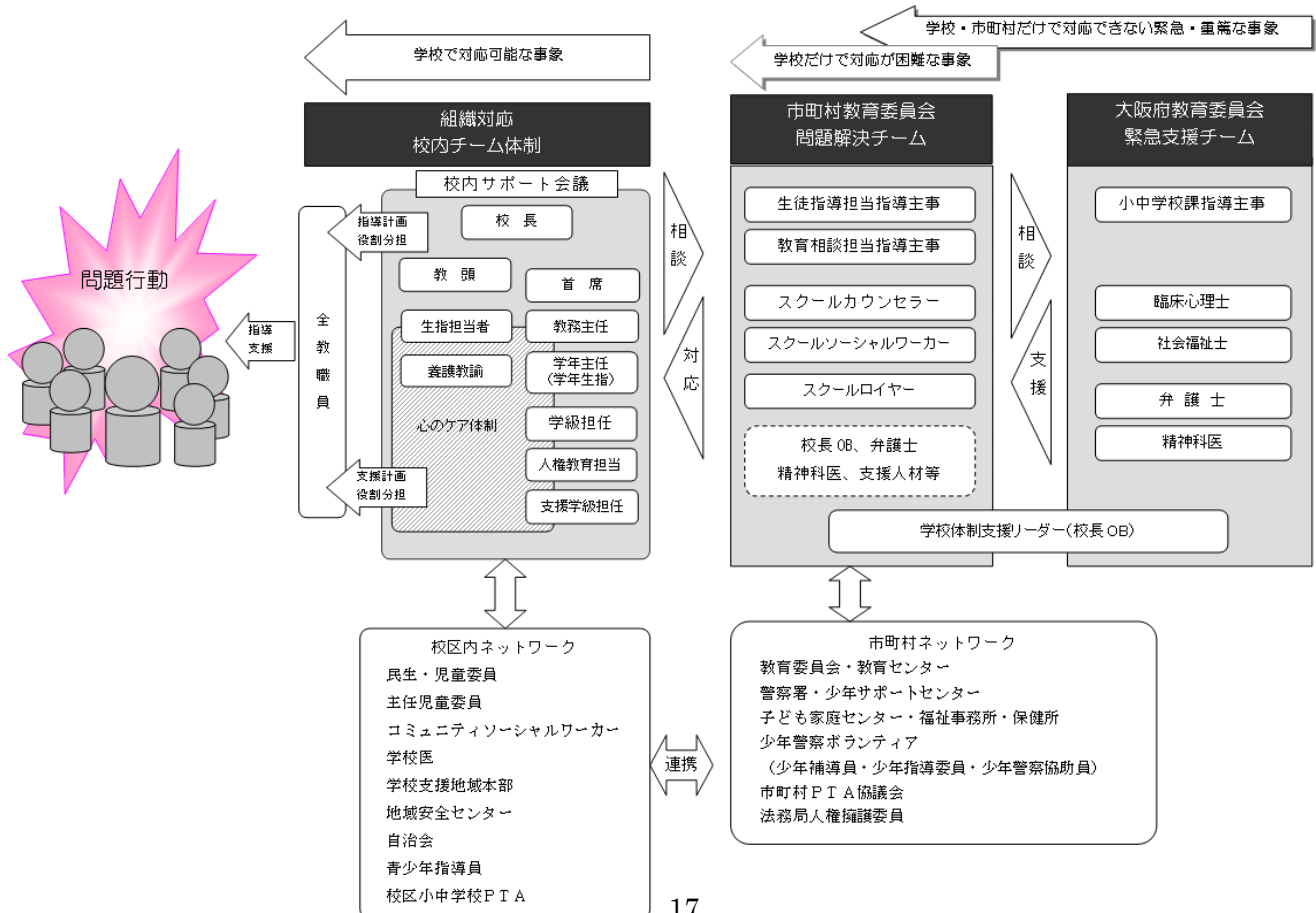 学校・市町村だけで対応できない緊急・重篤な事象
学校で対応可能な事象
学校だけで対応が困難な事象
組織対応
校内チーム体制
市町村教育委員会
問題解決チーム
大阪府教育委員会
緊急支援チーム
問題行動
指導
支援
全教職員
校内サポート会議
指導計画
役割分担
校 長
教 頭
首 席
生指担当者
教務主任
養護教諭
学年主任
(学年生指)
心のケア体制
学級担任
人権教育担当
支援計画
役割分担
支援学級担任
相談
対応
生徒指導担当指導主事
教育相談担当指導主事
スクールカウンセラー
スクールソーシャルワーカー
スクールロイヤー
校長OB、弁護士
精神科医、支援人材等
相談
支援
小中学校課指導主事
臨床心理士
社会福祉士
弁 護 士
精神科医
学校体制支援リーダー(校長OB)
校区内ネットワーク
民生・児童委員
主任児童委員
コミュニティソーシャルワーカー
学校医
学校支援地域本部
地域安全センター
自治会
青少年指導員
校区小中学校PTA
連携
市町村ネットワーク
教育委員会・教育センター
警察署・少年サポートセンター
子ども家庭センター・福祉事務所・保健所
少年警察ボランティア
(少年補導員・少年指導委員・少年警察協助員)
市町村PTA協議会
法務局人権擁護委員
17